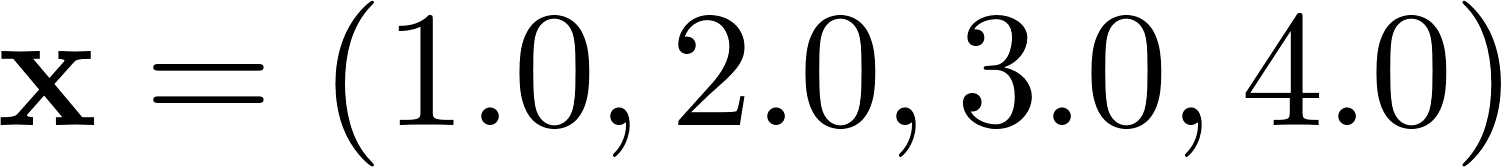 x = (1.0, 2.0, 3.0, 4.0)